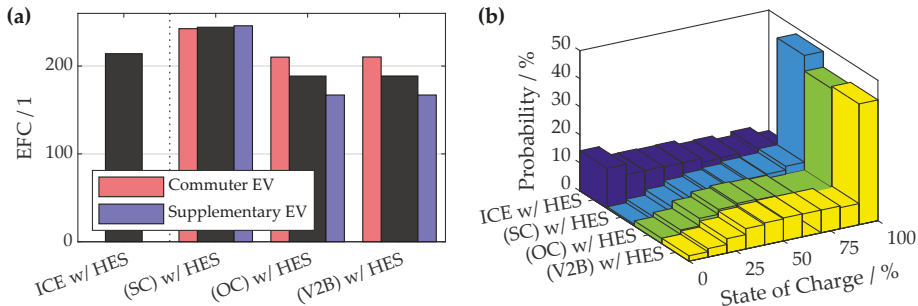 (a)
EFC / 1
200
100
0
Commuter EV
Supplementary EV
ICE w/ HES
(SC) w/ HES
(OC) w/ HES
(V2B) w/ HES
(b)
Probability / %
50
40
30
20
10
0
ICE w/ HES
(SC) w/ HES
(OC) w/ HES
(V2B) w/ HES
0
25
50
75
100
State of Charge / %